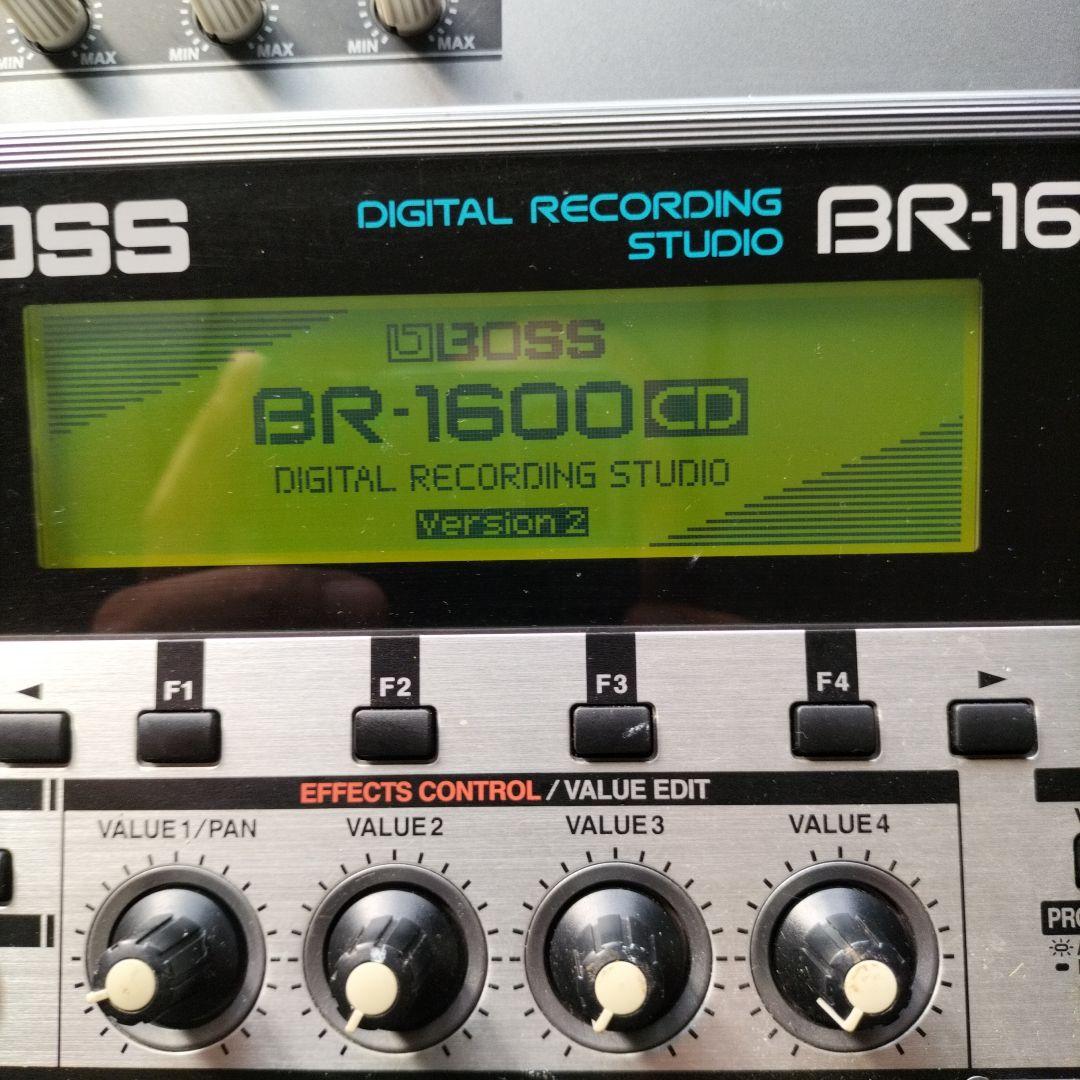 MIN MAX MIN MAX MIN MAX
OSS
DIGITAL RECORDING
STUDIO
BR-16
BOSS
BR-1600 CD
DIGITAL RECORDING STUDIO
Version 2
F1 F2 F3 F4
EFFECTS CONTROL / VALUE EDIT
VALUE 1/PAN VALUE 2 VALUE 3 VALUE 4
PRO